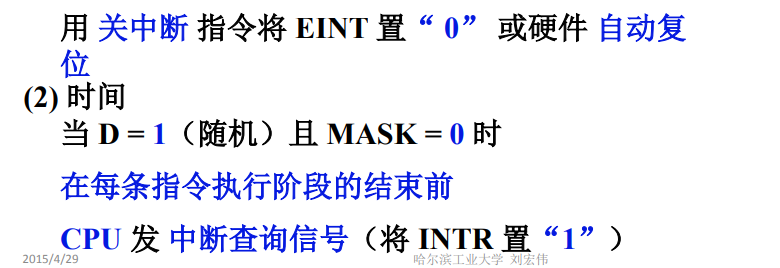 用 关中断 指令将 EINT 置“ 0” 或硬件 自动复
位
(2) 时间
当 D = 1（随机）且 MASK = 0 时
在每条指令执行阶段的结束前
CPU 发 中断查询信号（将 INTR 置“1”）
2015/4/29 哈尔滨工业大学 刘宏伟